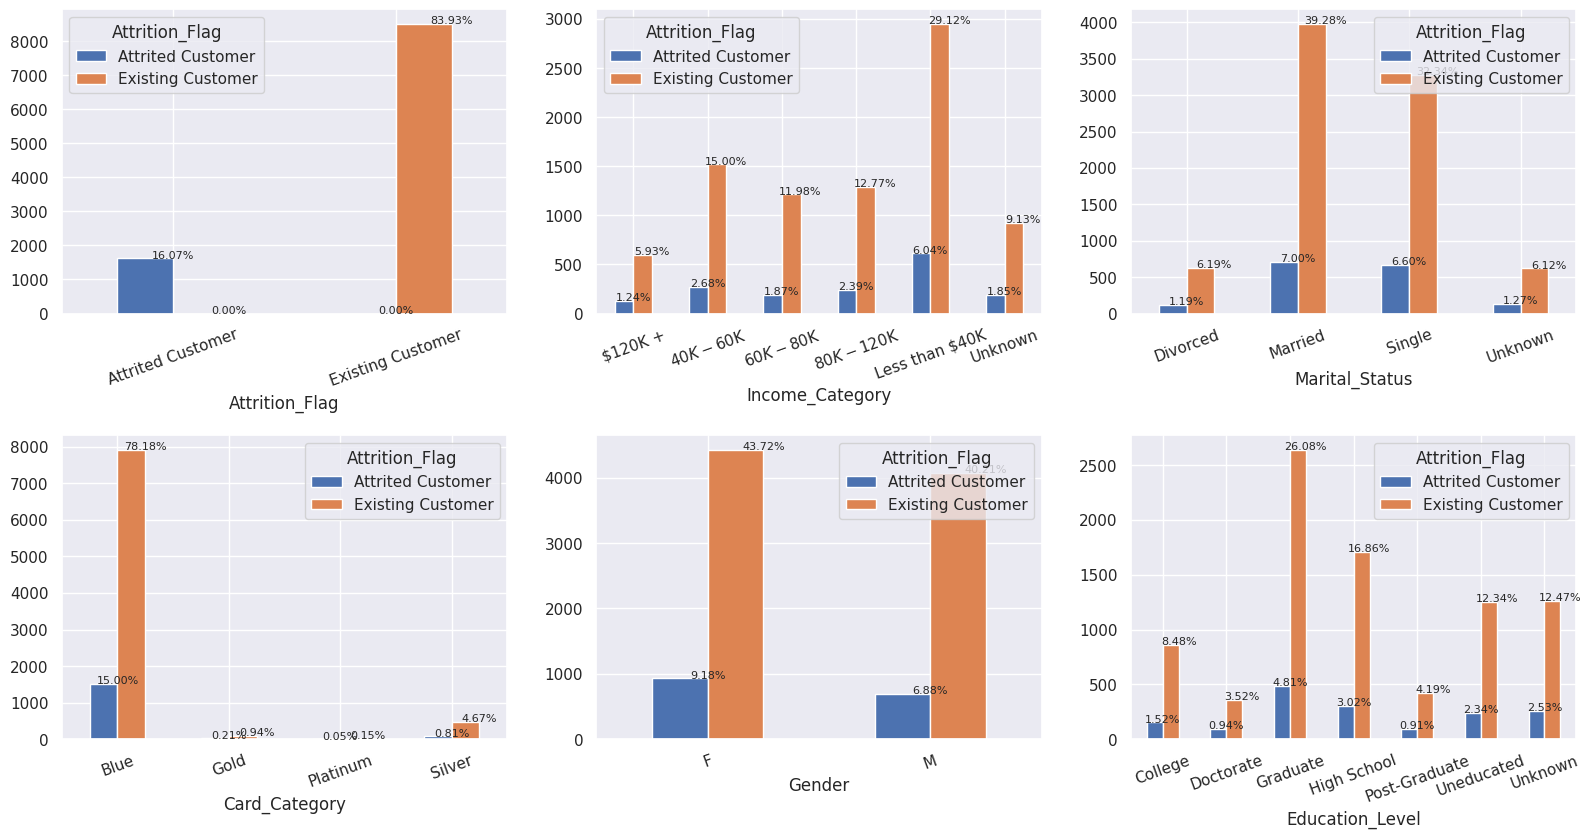 Attrition_Flag
Attrited Customer
Existing Customer
83.93%
16.07%
0.00%
0.00%
8000
7000
6000
5000
4000
3000
2000
1000
0
Attrited Customer
Existing Customer
Attrition_Flag
Attrition_Flag
Attrited Customer
Existing Customer
29.12%
15.00%
11.98%
12.77%
9.13%
5.93%
6.04%
1.24%
2.68%
1.87%
2.39%
1.85%
3000
2500
2000
1500
1000
500
0
$120K +
40K − 60K
60K − 80K
80K − 120K
Less than $40K
Unknown
Income_Category
Attrition_Flag
Attrited Customer
Existing Customer
39.28%
32.34%
6.19%
7.00%
6.60%
6.12%
1.19%
1.27%
4000
3500
3000
2500
2000
1500
1000
500
0
Divorced
Married
Single
Unknown
Marital_Status
Attrition_Flag
Attrited Customer
Existing Customer
78.18%
15.00%
0.21%
0.94%
0.05%
0.15%
0.81%
4.67%
8000
7000
6000
5000
4000
3000
2000
1000
0
Blue
Gold
Platinum
Silver
Card_Category
Attrition_Flag
Attrited Customer
Existing Customer
43.72%
40.21%
9.18%
6.88%
4000
3000
2000
1000
0
F
M
Gender
Attrition_Flag
Attrited Customer
Existing Customer
26.08%
16.86%
12.34%
12.47%
8.48%
4.81%
3.52%
3.02%
4.19%
1.52%
0.94%
0.91%
2.34%
2.53%
2500
2000
1500
1000
500
0
College
Doctorate
Graduate
High School
Post-Graduate
Uneducated
Unknown
Education_Level